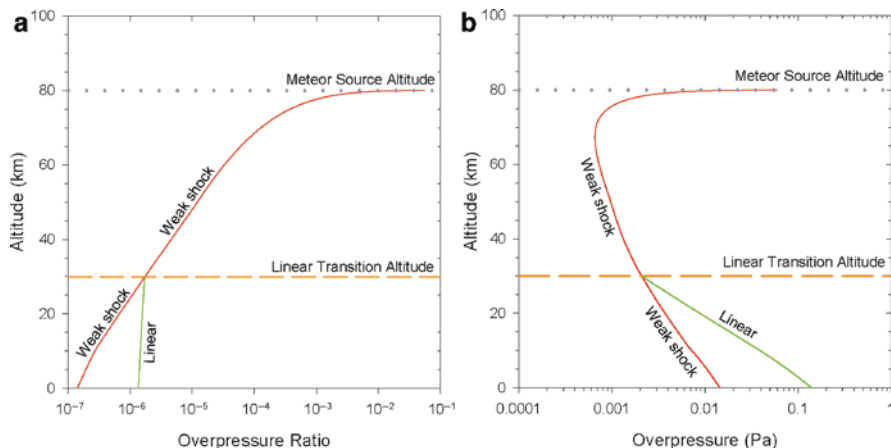 a
100
80
60
40
20
0
Altitude (km)
Meteor Source Altitude
Weak shock
Linear Transition Altitude
Weak shock
Linear
10⁻⁷
10⁻⁶
10⁻⁵
10⁻⁴
10⁻³
10⁻²
10⁻¹
Overpressure Ratio
b
100
80
60
40
20
0
Altitude (km)
Meteor Source Altitude
Weak shock
Linear Transition Altitude
Weak shock
Linear
0.0001
0.001
0.01
0.1
1
Overpressure (Pa)